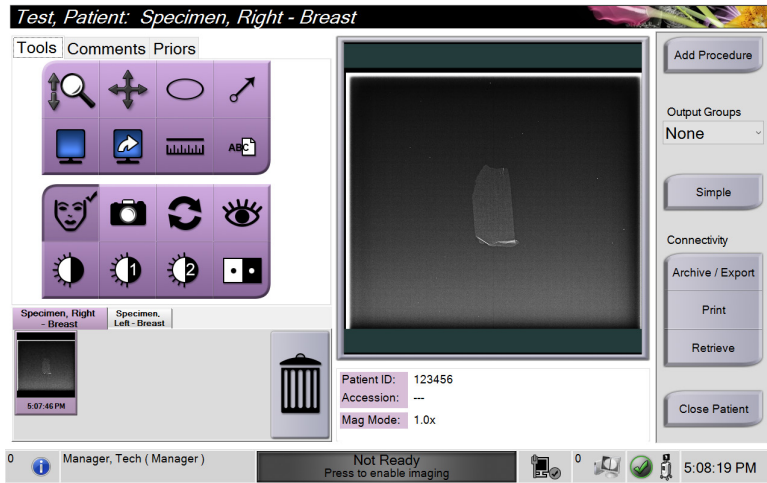 Test, Patient: Specimen, Right - Breast
Tools Comments Priors
ABC
1 2
Specimen, Right
- Breast
Specimen,
Left - Breast
5:07:46 PM
Patient ID: 123456
Accession: ---
Mag Mode: 1.0x
Add Procedure
Output Groups
None
Simple
Connectivity
Archive / Export
Print
Retrieve
Close Patient
0
i
Manager, Tech ( Manager )
Not Ready
Press to enable imaging
0
5:08:19 PM